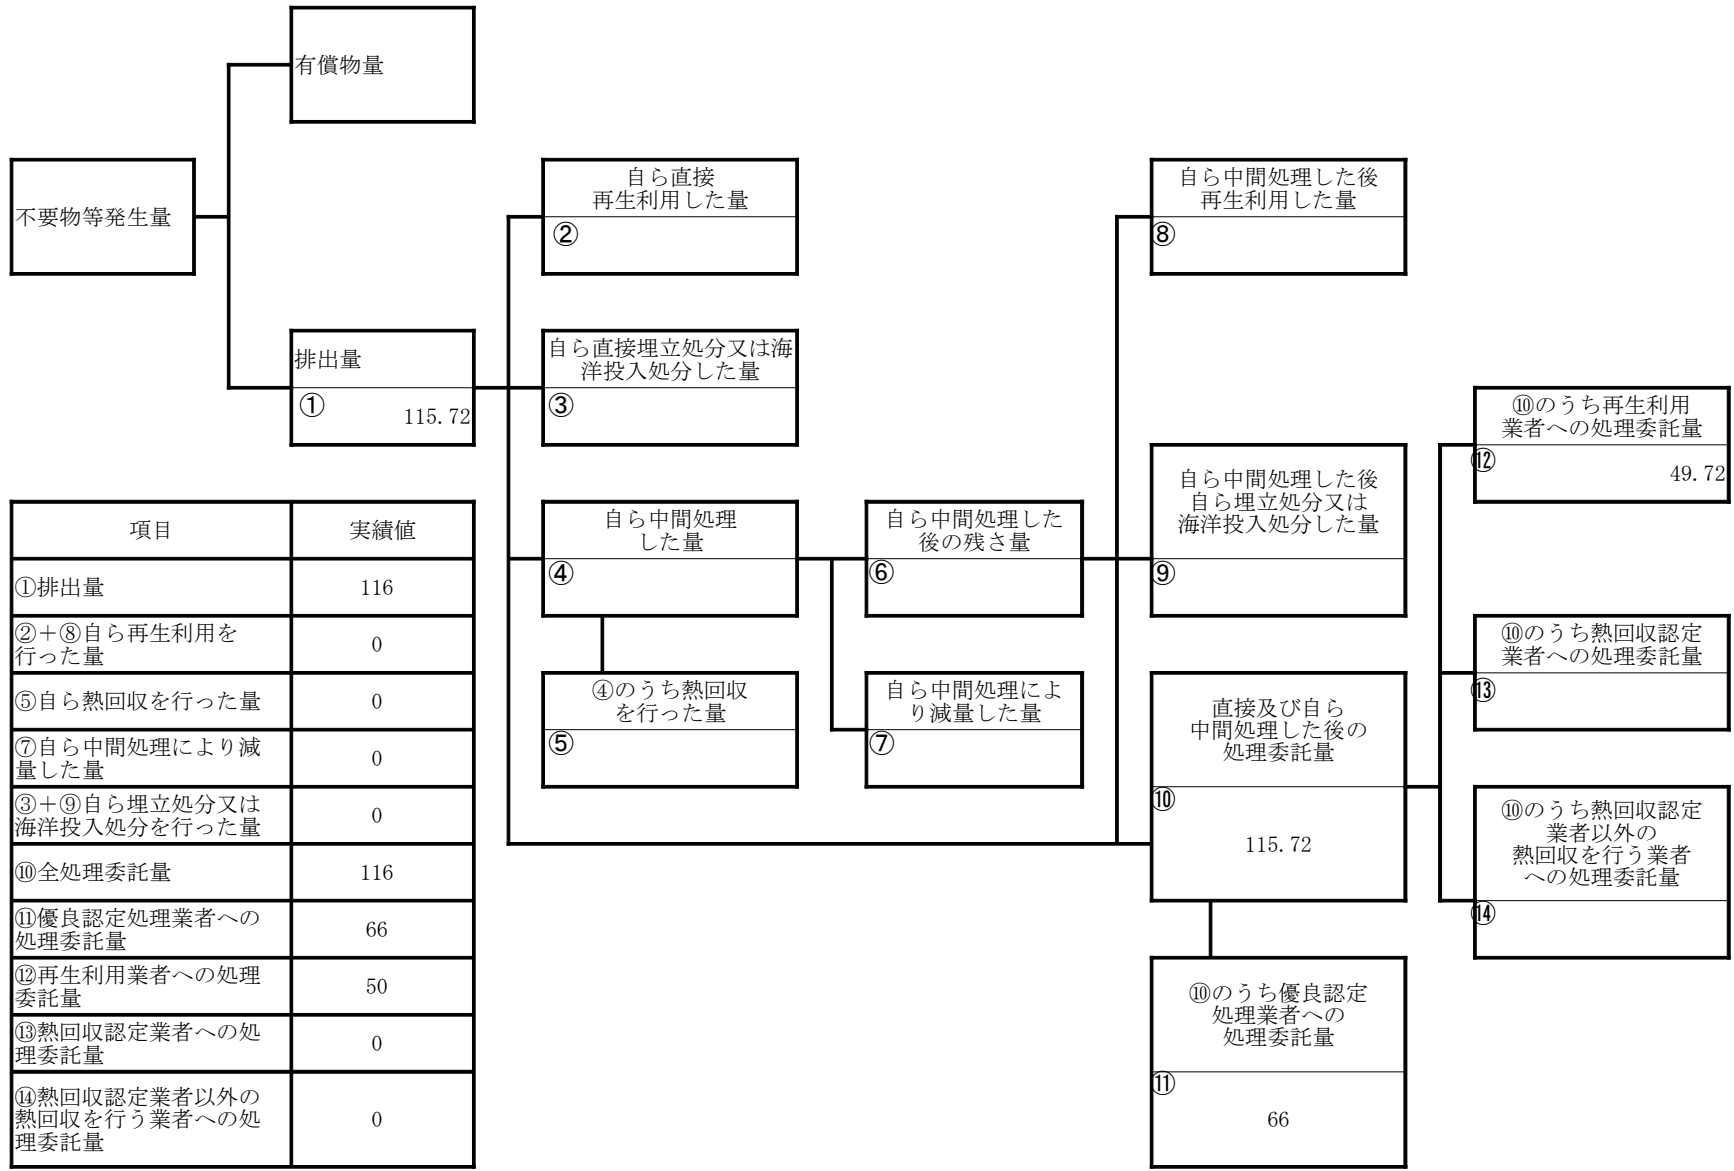 有償物量
不要物等発生量
自ら直接
再生利用した量
②
自ら中間処理した後
再生利用した量
⑧
排出量
①
115.72
自ら直接埋立処分又は海
洋投入処分した量
③
⑩のうち再生利用
業者への処理委託量
⑫
49.72
自ら中間処理
した量
④
自ら中間処理した
後の残さ量
⑥
自ら中間処理した後
自ら埋立処分又は
海洋投入処分した量
⑨
⑩のうち熱回収認定
業者への処理委託量
⑬
④のうち熱回収
を行った量
⑤
自ら中間処理によ
り減量した量
⑦
直接及び自ら
中間処理した後の
処理委託量
⑩
115.72
⑩のうち熱回収認定
業者以外の
熱回収を行う業者
への処理委託量
⑭
⑩のうち優良認定
処理業者への
処理委託量
⑪
66
項目 実績値
①排出量 116
②＋⑧自ら再生利用を
行った量 0
⑤自ら熱回収を行った量 0
⑦自ら中間処理により減
量した量 0
③＋⑨自ら埋立処分又は
海洋投入処分を行った量 0
⑩全処理委託量 116
⑪優良認定処理業者への
処理委託量 66
⑫再生利用業者への処理
委託量 50
⑬熱回収認定業者への処
理委託量 0
⑭熱回収認定業者以外の
熱回収を行う業者への処
理委託量 0